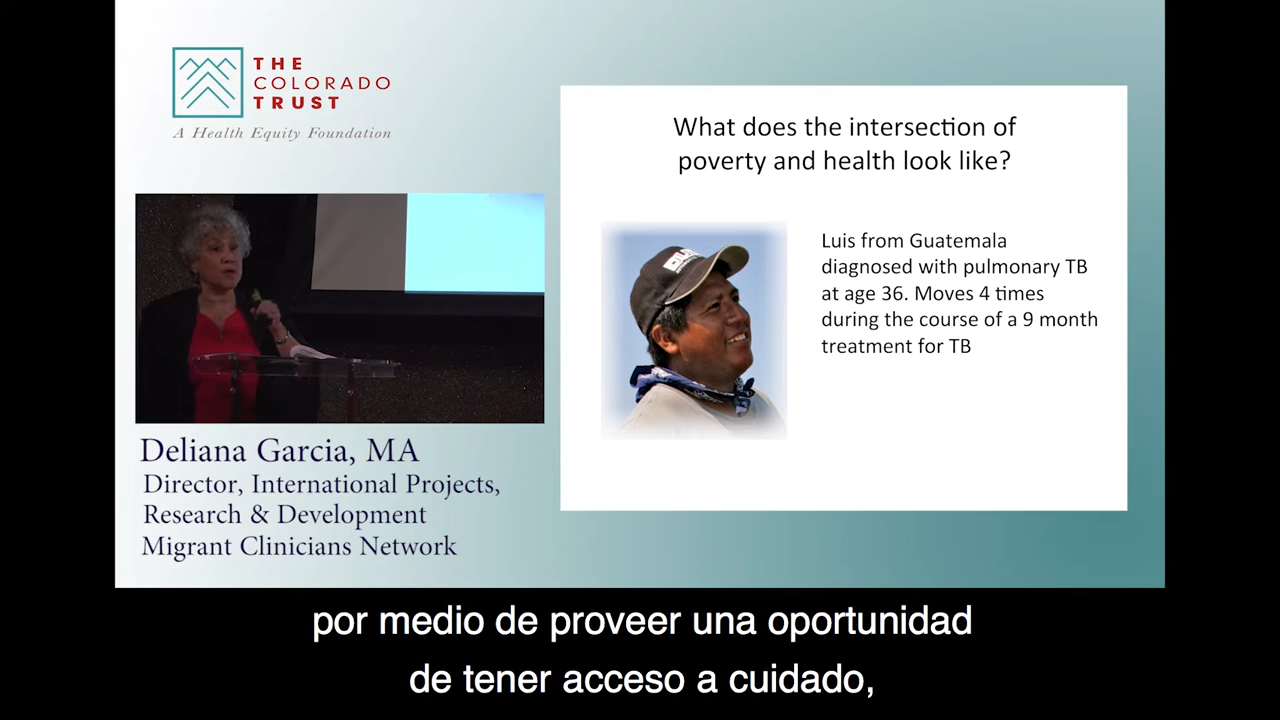 THE
COLORADO
TRUST
A Health Equity Foundation
What does the intersection of
poverty and health look like?
Luis from Guatemala
diagnosed with pulmonary TB
at age 36. Moves 4 times
during the course of a 9 month
treatment for TB
Deliana Garcia, MA
Director, International Projects,
Research & Development
Migrant Clinicians Network
por medio de proveer una oportunidad
de tener acceso a cuidado,